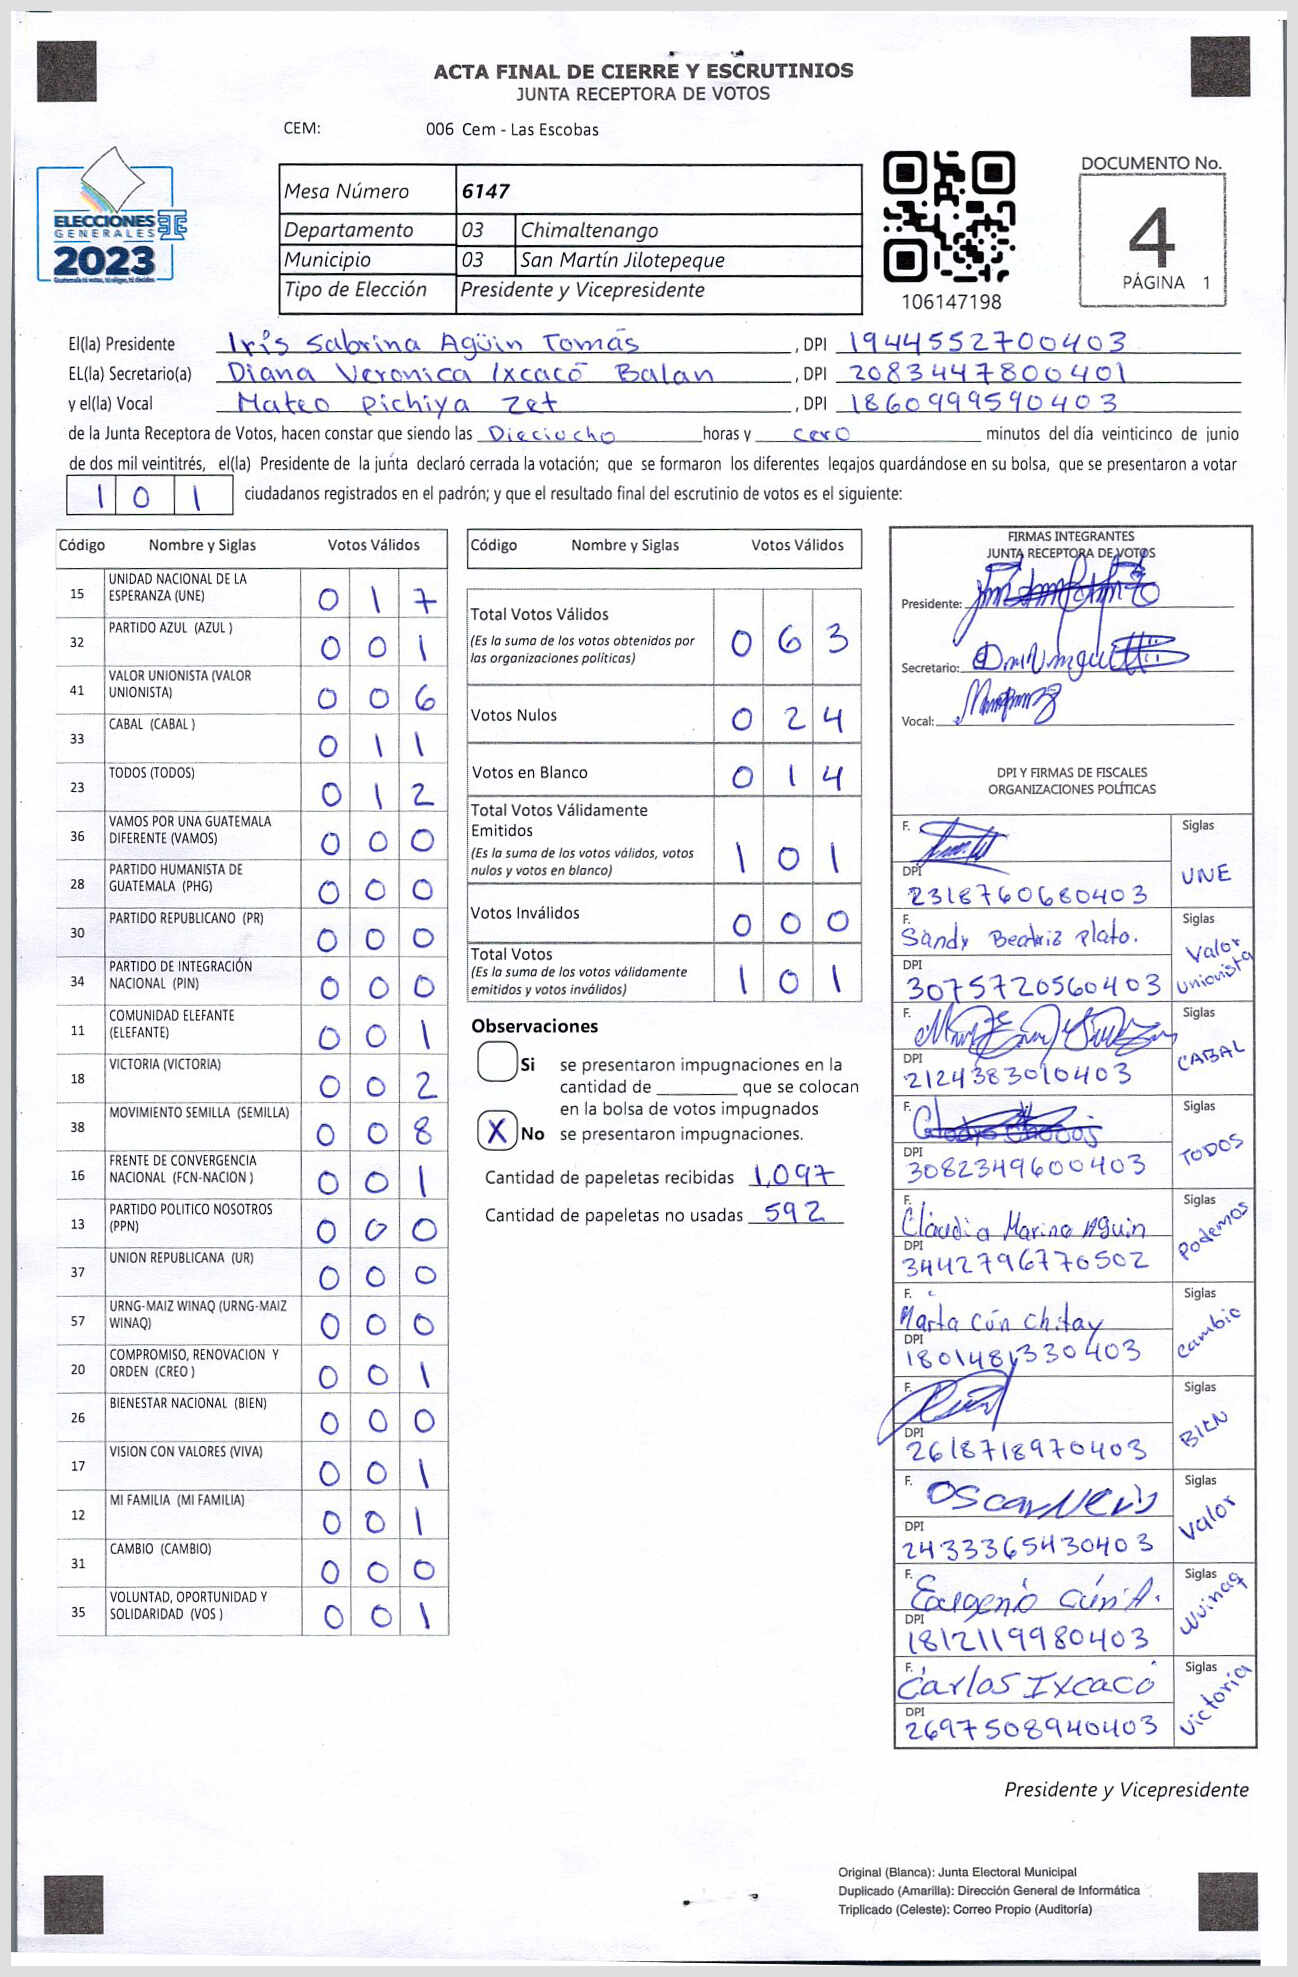 ACTA FINAL DE CIERRE Y ESCRUTINIOS
JUNTA RECEPTORA DE VOTOS
CEM: 006 Cem - Las Escobas
ELECCIONES
GENERALES
2023
Guatemala tú votas, tú eliges, tú decides
Mesa Número 6147
Departamento 03 Chimaltenango
Municipio 03 San Martín Jilotepeque
Tipo de Elección Presidente y Vicepresidente
106147198
DOCUMENTO No.
4
PÁGINA 1
El(la) Presidente Iris Sabrina Agüin Tomás , DPI 1944552700403
EL(la) Secretario(a) Diana Veronica Ixcacó Balan , DPI 2083447800401
y el(la) Vocal Mateo Pichiya Zet , DPI 1860999590403
de la Junta Receptora de Votos, hacen constar que siendo las Dieciocho horas y cero minutos del día veinticinco de junio
de dos mil veintitrés, el(la) Presidente de la junta declaró cerrada la votación; que se formaron los diferentes legajos guardándose en su bolsa, que se presentaron a votar
1 0 1 ciudadanos registrados en el padrón; y que el resultado final del escrutinio de votos es el siguiente:
Código Nombre y Siglas Votos Válidos
15 UNIDAD NACIONAL DE LA ESPERANZA (UNE) 0 1 7
32 PARTIDO AZUL (AZUL ) 0 0 1
41 VALOR UNIONISTA (VALOR UNIONISTA) 0 0 6
33 CABAL (CABAL ) 0 1 1
23 TODOS (TODOS) 0 1 2
36 VAMOS POR UNA GUATEMALA DIFERENTE (VAMOS) 0 0 0
28 PARTIDO HUMANISTA DE GUATEMALA (PHG) 0 0 0
30 PARTIDO REPUBLICANO (PR) 0 0 0
34 PARTIDO DE INTEGRACIÓN NACIONAL (PIN) 0 0 0
11 COMUNIDAD ELEFANTE (ELEFANTE) 0 0 1
18 VICTORIA (VICTORIA) 0 0 2
38 MOVIMIENTO SEMILLA (SEMILLA) 0 0 8
16 FRENTE DE CONVERGENCIA NACIONAL (FCN-NACION ) 0 0 1
13 PARTIDO POLITICO NOSOTROS (PPN) 0 0 0
37 UNION REPUBLICANA (UR) 0 0 0
57 URNG-MAIZ WINAQ (URNG-MAIZ WINAQ) 0 0 0
20 COMPROMISO, RENOVACION Y ORDEN (CREO ) 0 0 1
26 BIENESTAR NACIONAL (BIEN) 0 0 0
17 VISION CON VALORES (VIVA) 0 0 1
12 MI FAMILIA (MI FAMILIA) 0 0 1
31 CAMBIO (CAMBIO) 0 0 0
35 VOLUNTAD, OPORTUNIDAD Y SOLIDARIDAD (VOS ) 0 0 1
Código Nombre y Siglas Votos Válidos
Total Votos Válidos 0 6 3
(Es la suma de los votos obtenidos por
las organizaciones políticas)
Votos Nulos 0 2 4
Votos en Blanco 0 1 4
Total Votos Válidamente
Emitidos 1 0 1
(Es la suma de los votos válidos, votos
nulos y votos en blanco)
Votos Inválidos 0 0 0
Total Votos 1 0 1
(Es la suma de los votos válidamente
emitidos y votos inválidos)
Observaciones
Si se presentaron impugnaciones en la
cantidad de ________ que se colocan
en la bolsa de votos impugnados
X No se presentaron impugnaciones.
Cantidad de papeletas recibidas 1,097
Cantidad de papeletas no usadas 592
FIRMAS INTEGRANTES
JUNTA RECEPTORA DE VOTOS
Presidente:
Secretario:
Vocal:
DPI Y FIRMAS DE FISCALES
ORGANIZACIONES POLÍTICAS
F. Siglas
DPI UNE
2318760680403
F. Sandy Beatriz Plato. Siglas
DPI Valor Unionista
3075720560403
F. Siglas
DPI CABAL
2124383010403
F. Siglas
DPI TODOS
3082349600403
F. Claudia Marina Aguin Siglas
DPI Podemos
3442796770502
F. Marta Cún Chitay Siglas
DPI Cambio
1801481330403
F. Siglas
DPI BIEN
2618718970403
F. Oscar Siglas
DPI Valor
2433365430403
F. Eugenio Cún A. Siglas
DPI Wuinaq
1812119980403
F. Carlos Ixcacó Siglas
DPI Victoria
2697508940403
Presidente y Vicepresidente
Original (Blanca): Junta Electoral Municipal
Duplicado (Amarilla): Dirección General de Informática
Triplicado (Celeste): Correo Propio (Auditoría)